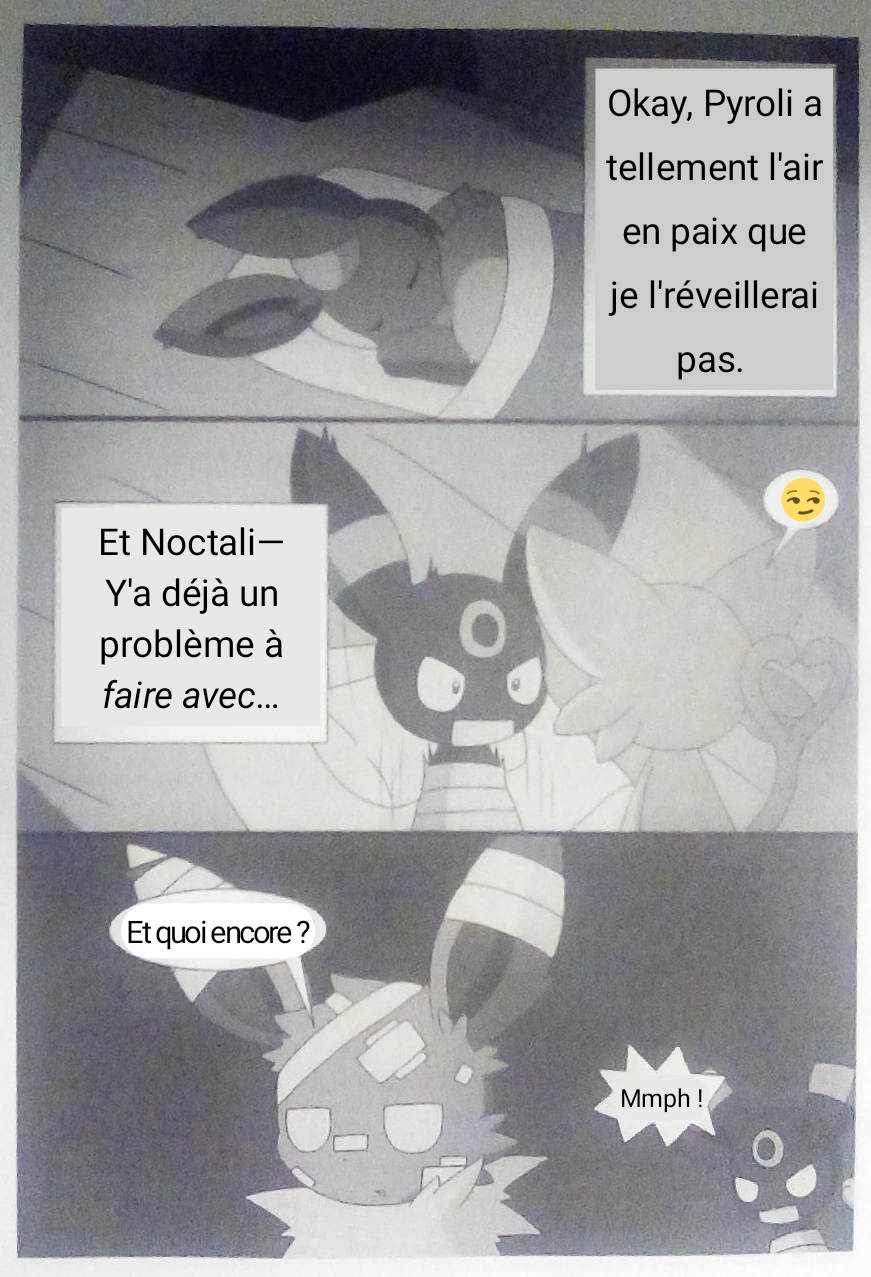 Okay, Pyroli a
tellement l'air
en paix que
je l'réveillerai
pas.
Et Noctali—
Y'a déjà un
problème à
faire avec...
Et quoi encore ?
Mmph !